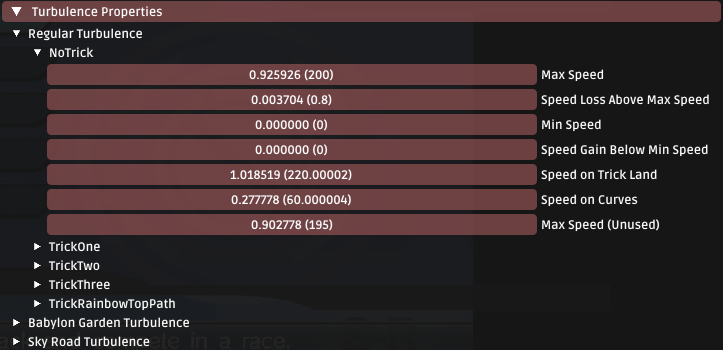 Turbulence Properties
Regular Turbulence
NoTrick
0.925926 (200) Max Speed
0.003704 (0.8) Speed Loss Above Max Speed
0.000000 (0) Min Speed
0.000000 (0) Speed Gain Below Min Speed
1.018519 (220.00002) Speed on Trick Land
0.277778 (60.000004) Speed on Curves
0.902778 (195) Max Speed (Unused)
TrickOne
TrickTwo
TrickThree
TrickRainbowTopPath
Babylon Garden Turbulence
Sky Road Turbulence
in a race.